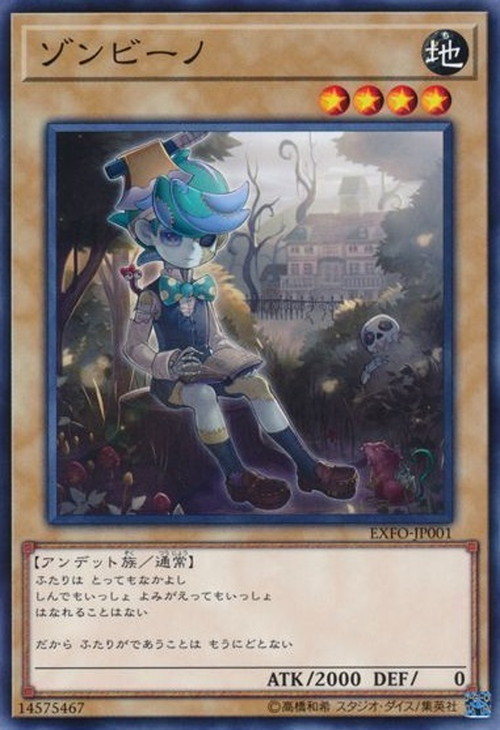 ゾンビーノ
地
EXFO-JP001
【アンデット族／通常】
ふたりは とってもなかよし
しんでもいっしょ よみがえってもいっしょ
はなれることはない
だから ふたりがであうことは もうにどとない
ATK/2000 DEF/ 0
14575467 ©高橋和希 スタジオ・ダイス/集英社